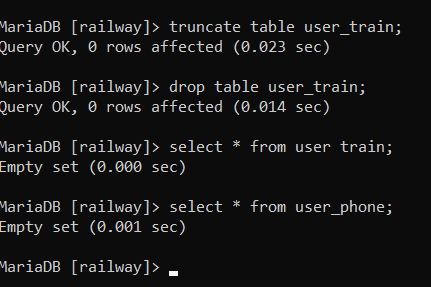 MariaDB [railway]> truncate table user_train;
Query OK, 0 rows affected (0.023 sec)
MariaDB [railway]> drop table user_train;
Query OK, 0 rows affected (0.014 sec)
MariaDB [railway]> select * from user train;
Empty set (0.000 sec)
MariaDB [railway]> select * from user_phone;
Empty set (0.001 sec)
MariaDB [railway]>